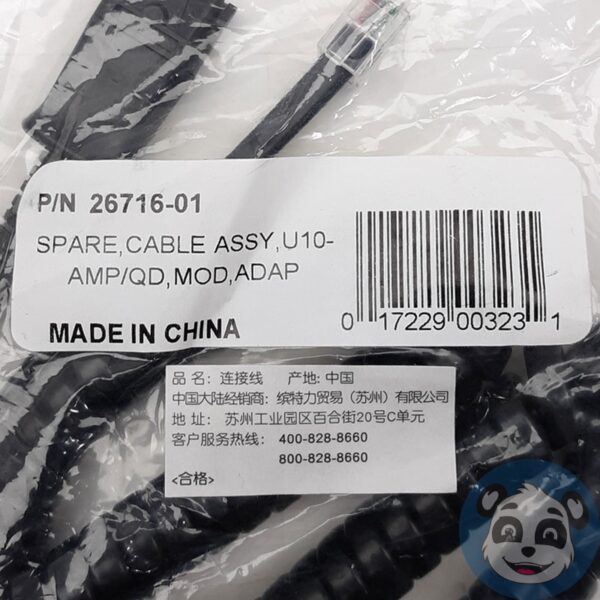 P/N 26716-01
SPARE,CABLE ASSY,U10-
AMP/QD,MOD,ADAP
MADE IN CHINA
0 17229 00323 1
品 名: 连接线 产地: 中国
中国大陆经销商: 缤特力贸易(苏州)有限公司
地 址: 苏州工业园区百合街20号C单元
客户服务热线: 400-828-8660
800-828-8660
<合格>